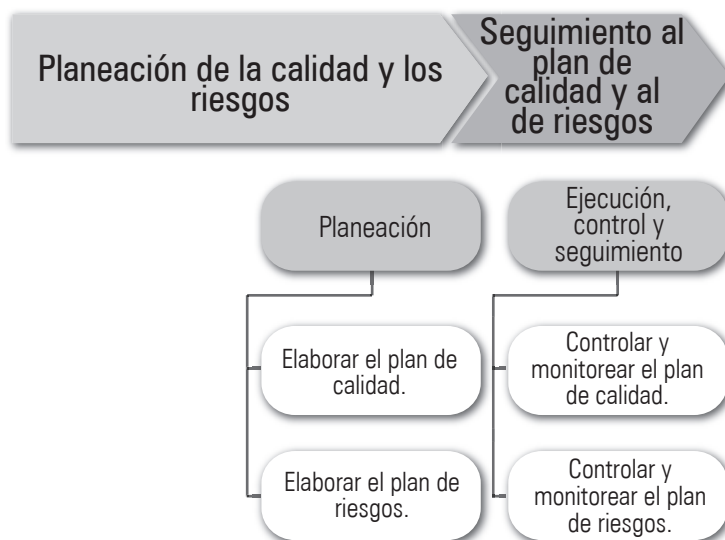 Planeación de la calidad y los
riesgos
Seguimiento al
plan de
calidad y al
de riesgos
Planeación
Ejecución,
control y
seguimiento
Elaborar el plan de
calidad.
Controlar y
monitorear el plan
de calidad.
Elaborar el plan de
riesgos.
Controlar y
monitorear el plan
de riesgos.